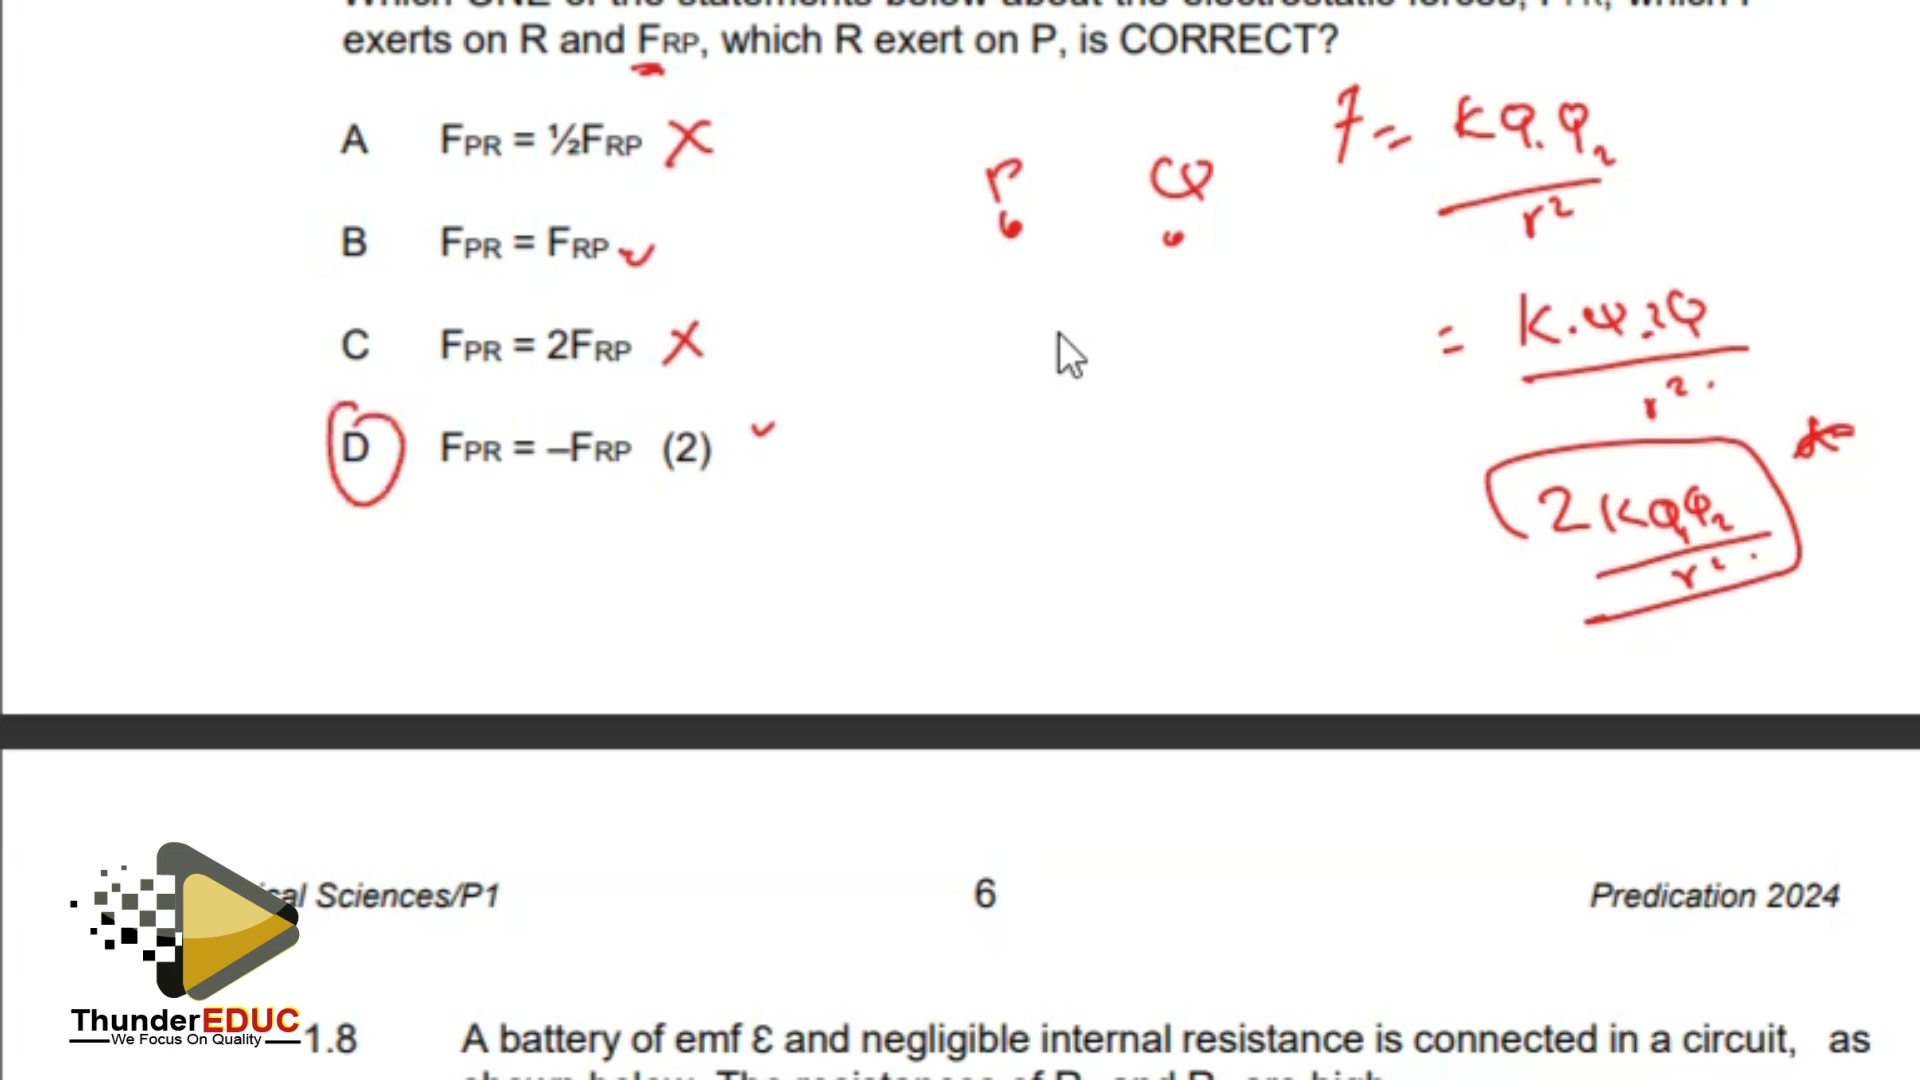 exerts on R and FRP, which R exert on P, is CORRECT?
A FPR = ½FRP X
B FPR = FRP
C FPR = 2FRP X
D FPR = –FRP (2)
F = KQ1Q2
r²
= K.Q.2Q
r².
2KQ1Q2
r².
6
Predication 2024
al Sciences/P1
ThunderEDUC
We Focus On Quality
1.8 A battery of emf Ɛ and negligible internal resistance is connected in a circuit, as